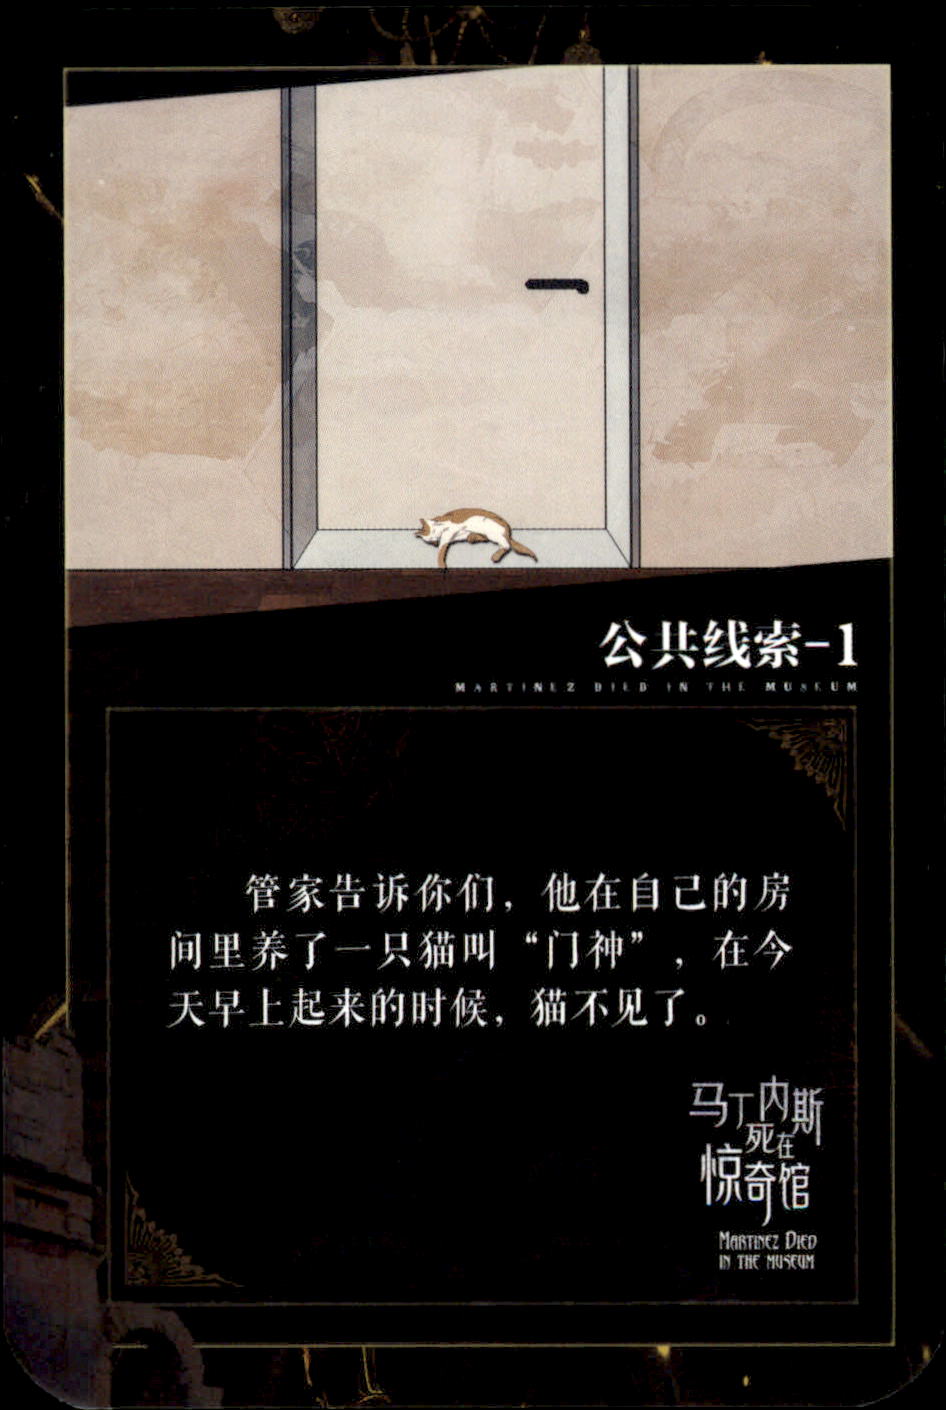 公共线索-1
MARTINEZ DIED IN THE MUSEUM
管家告诉你们，他在自己的房
间里养了一只猫叫“门神”，在今
天早上起来的时候，猫不见了。
马丁内斯
死在
惊奇馆
MARTINEZ DIED
IN THE MUSEUM